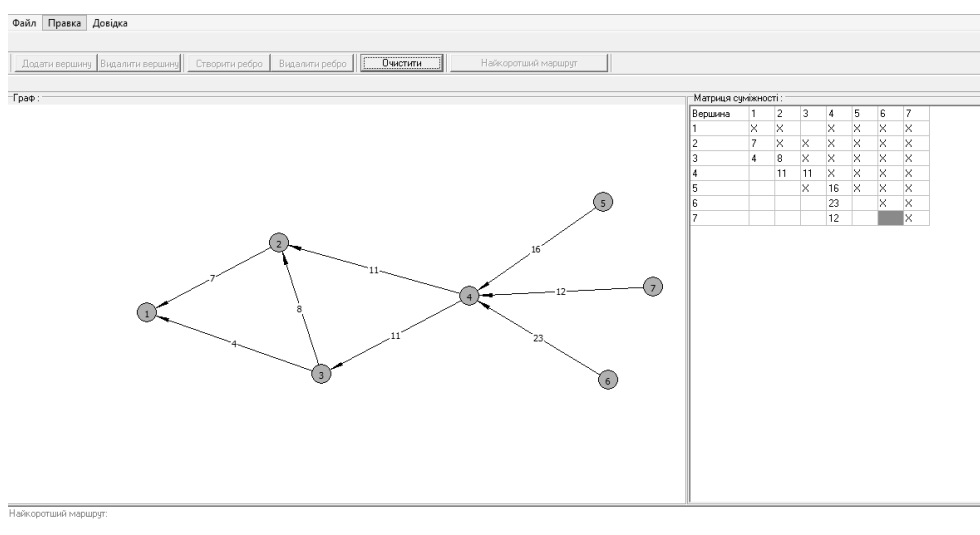 Файл Правка Довідка
Додати вершину Видалити вершину Створити ребро Видалити ребро Очистити Найкоротший маршрут
Граф :
Матриця суміжності :
Вершина 1 2 3 4 5 6 7
1 X X X X X X
2 7 X X X X X X
3 4 8 X X X X X
4 11 11 X X X X
5 X 16 X X X
6 23 X X
7 12 X
5
16
2
11
7
12
7
4
1
8
11
23
4
3
6
Найкоротший маршрут: